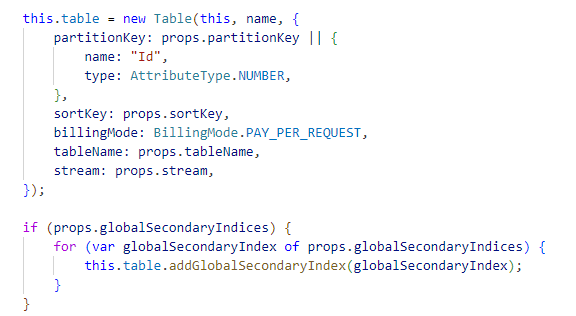 this.table = new Table(this, name, {
    partitionKey: props.partitionKey || {
        name: "Id",
        type: AttributeType.NUMBER,
    },
    sortKey: props.sortKey,
    billingMode: BillingMode.PAY_PER_REQUEST,
    tableName: props.tableName,
    stream: props.stream,
});

if (props.globalSecondaryIndices) {
    for (var globalSecondaryIndex of props.globalSecondaryIndices) {
        this.table.addGlobalSecondaryIndex(globalSecondaryIndex);
    }
}